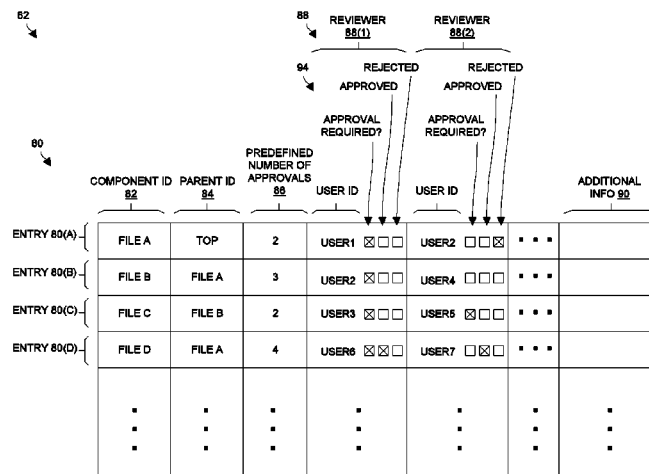 62
88
REVIEWER
88(1)
REVIEWER
88(2)
94
REJECTED
REJECTED
APPROVED
APPROVED
APPROVAL
REQUIRED?
APPROVAL
REQUIRED?
80
PREDEFINED
NUMBER OF
APPROVALS
86
COMPONENT ID
82
PARENT ID
84
USER ID
USER ID
ADDITIONAL
INFO 90
ENTRY 80(A)
FILE A
TOP
2
USER1
USER2
ENTRY 80(B)
FILE B
FILE A
3
USER2
USER4
ENTRY 80(C)
FILE C
FILE B
2
USER3
USER5
ENTRY 80(D)
FILE D
FILE A
4
USER6
USER7